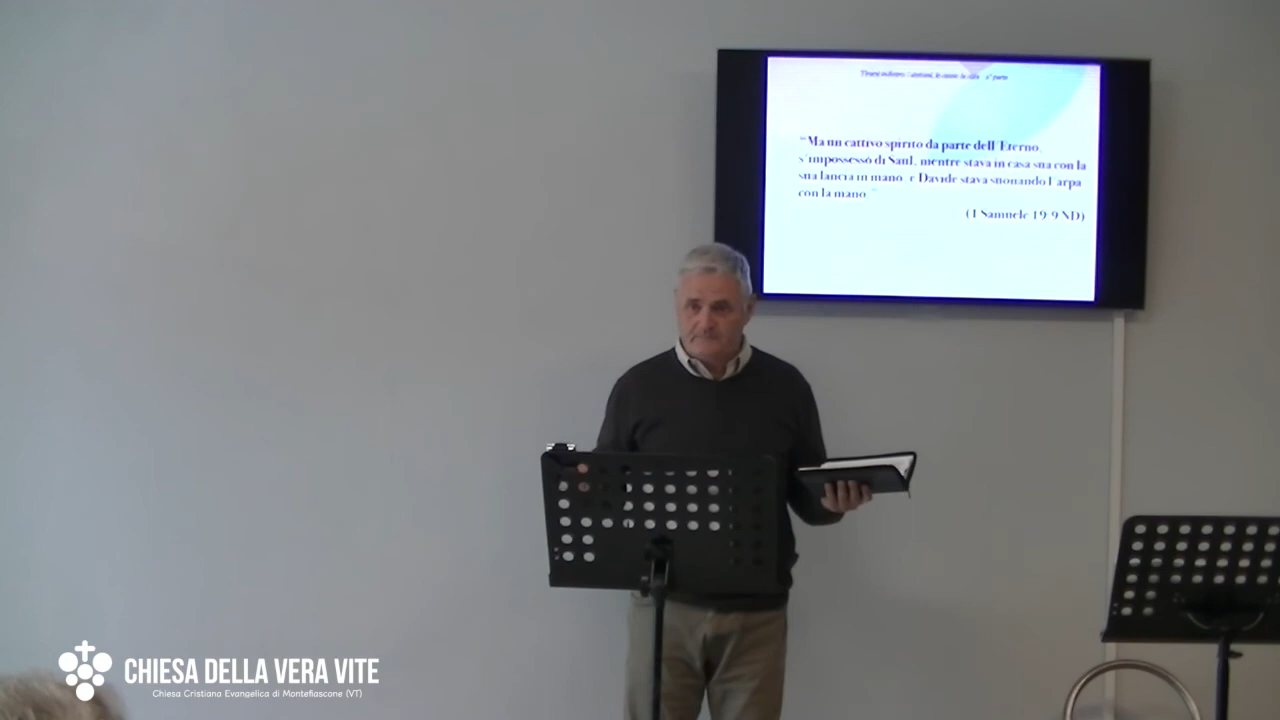 "Ma un cattivo spirito da parte dell'Eterno,
s'impossessò di Saul, mentre stava in casa sua con la
sua lancia in mano, e Davide stava suonando l'arpa
con la mano."
(1 Samuele 19:9 ND)
CHIESA DELLA VERA VITE
Chiesa Cristiana Evangelica di Montefiascone (VT)